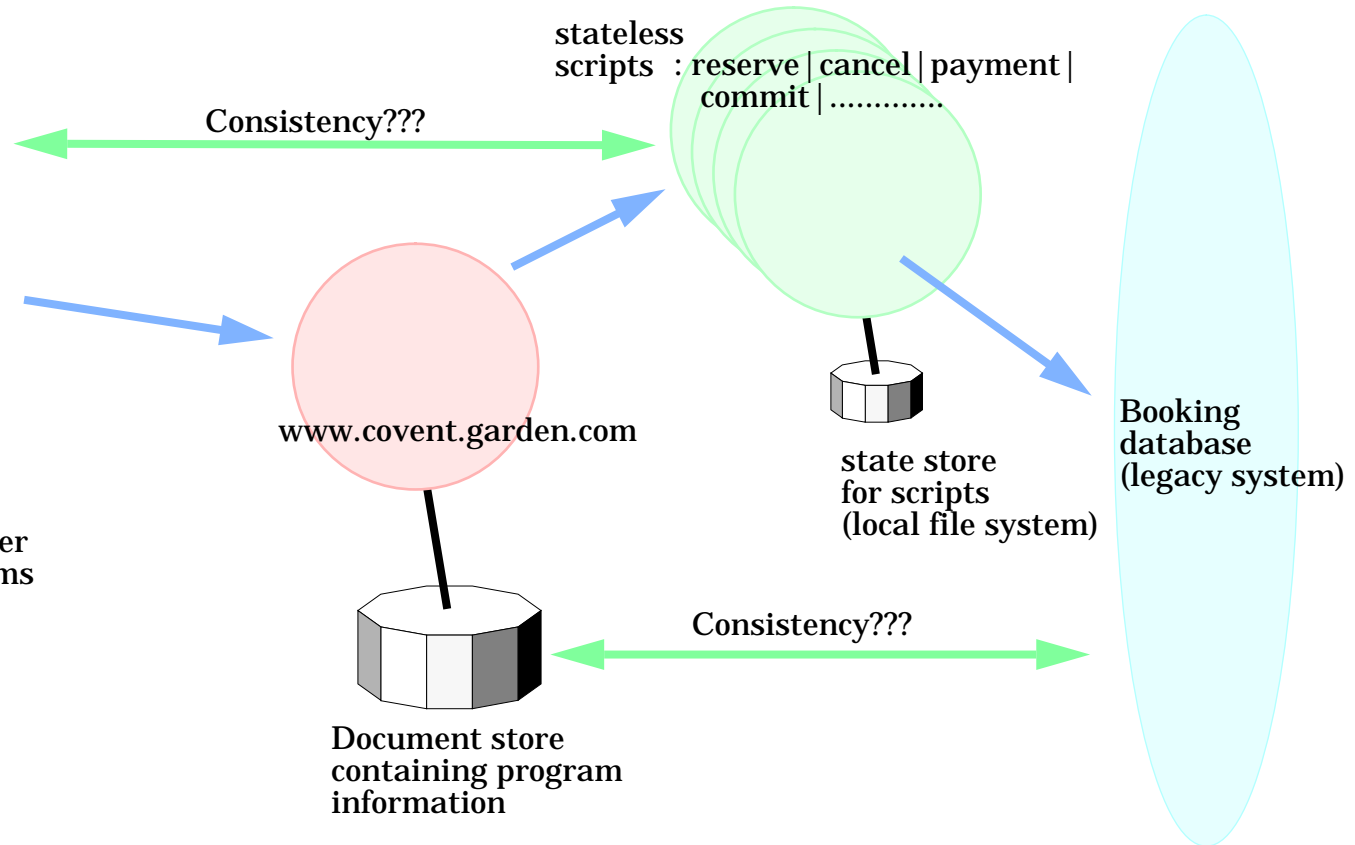 stateless
scripts : reserve | cancel | payment |
commit | .............
Consistency???
www.covent.garden.com
Booking
database
(legacy system)
state store
for scripts
(local file system)
er
ms
Consistency???
Document store
containing program
information